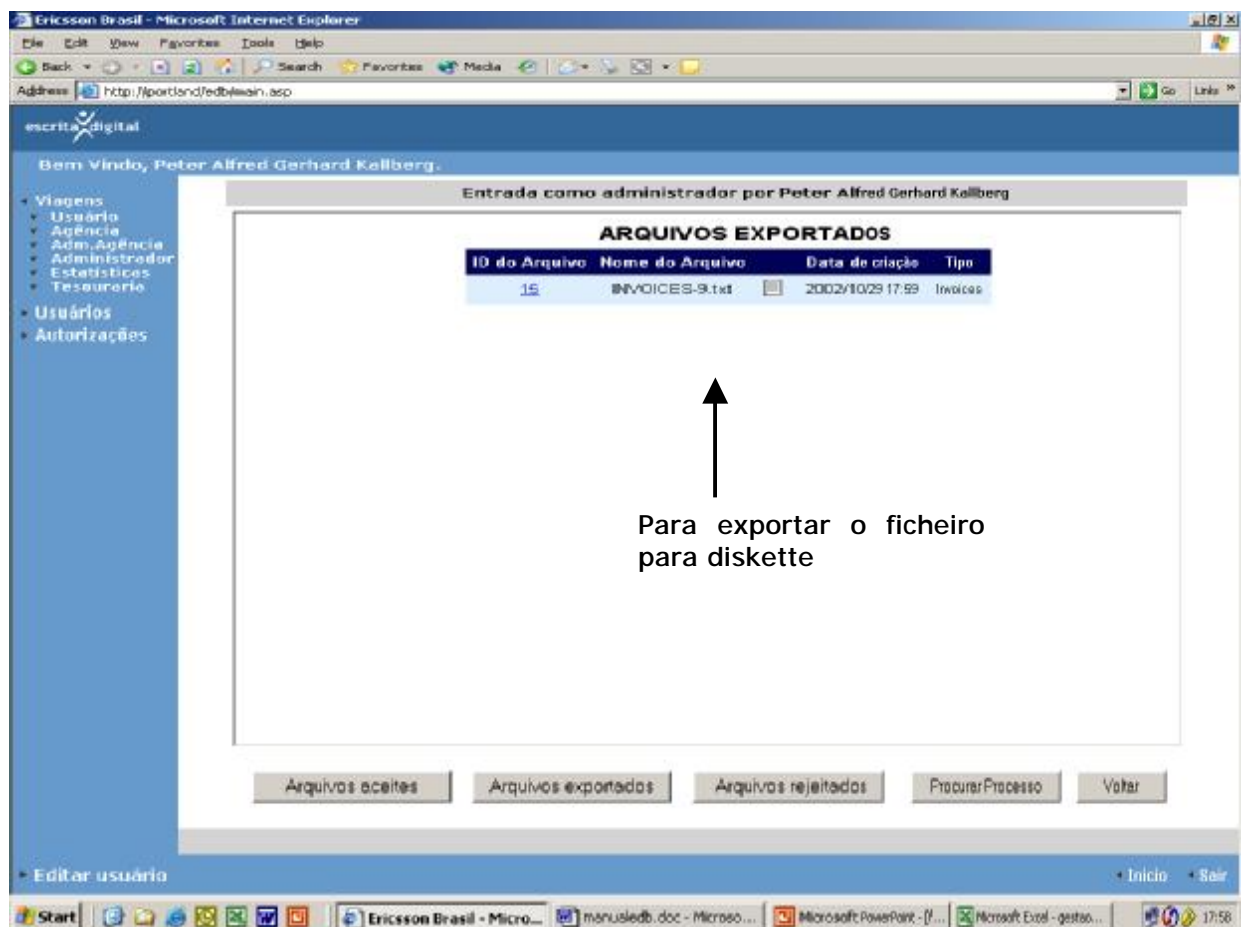 Ericsson Brasil - Microsoft Internet Explorer
File Edit View Favorites Tools Help
Back Search Favorites Media
Address http://portland/edb/main.asp Go Links »
escrita digital
Bem Vindo, Peter Alfred Gerhard Kallberg.
Viagens
Usuário
Agência
Adm.Agência
Administrador
Estatísticas
Tesouraria
Usuários
Autorizações
Entrada como administrador por Peter Alfred Gerhard Kallberg
ARQUIVOS EXPORTADOS
ID do Arquivo Nome do Arquivo Data de criação Tipo
15 INVOICES-9.txt 2002/10/29 17:59 Invoices
Para exportar o ficheiro
para diskette
Arquivos aceites Arquivos exportados Arquivos rejeitados Procurar Processo Voltar
Editar usuário Início Sair
Start Ericsson Brasil - Micro... manualedb.doc - Microso... Microsoft PowerPoint - [... Microsoft Excel - gestao... 17:58